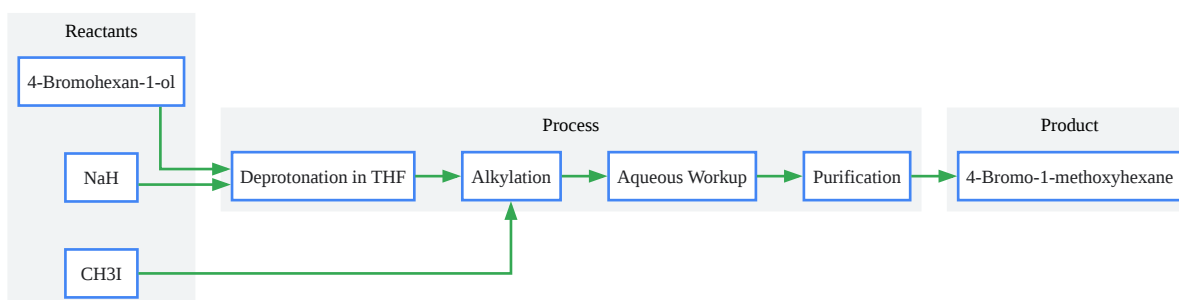 Reactants
4-Bromohexan-1-ol
NaH
CH3I
Process
Deprotonation in THF
Alkylation
Aqueous Workup
Purification
Product
4-Bromo-1-methoxyhexane